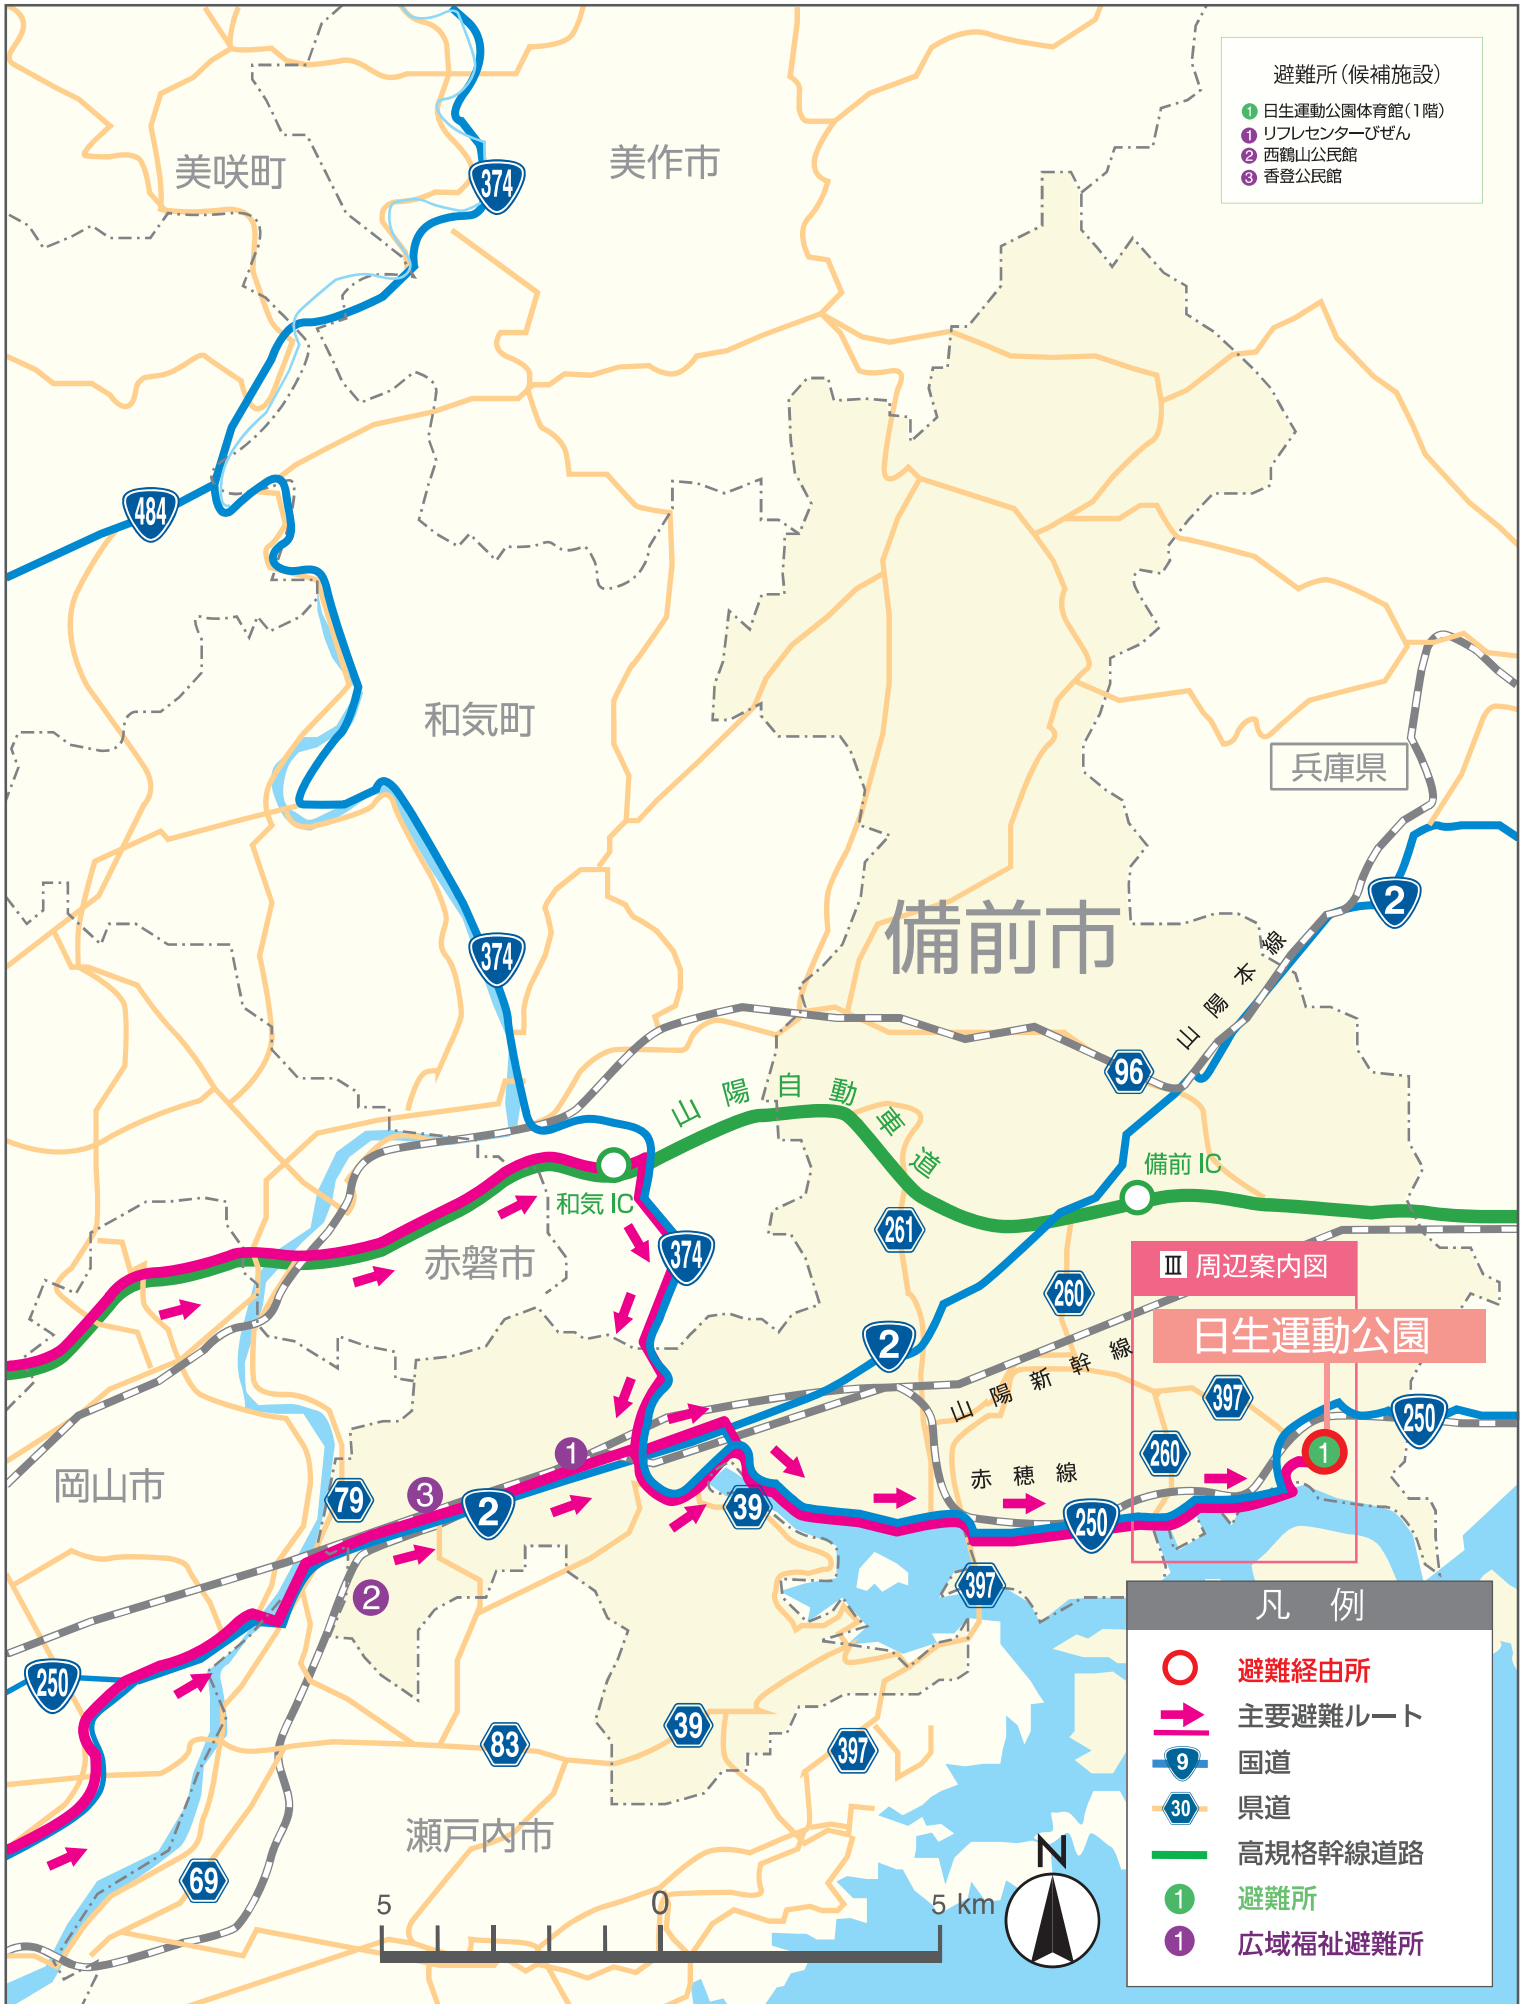 避難所（候補施設）
1 日生運動公園体育館（1階）
1 リフレセンターびぜん
2 西鶴山公民館
3 香登公民館
美咲町
美作市
374
484
和気町
兵庫県
2
備前市
374
山陽本線
96
山陽自動車道
備前 IC
和気 IC
261
374
赤磐市
260
Ⅲ 周辺案内図
日生運動公園
2
山陽新幹線
397
250
260
1
1
岡山市
79
3
2
39
赤穂線
250
2
397
250
83
39
397
瀬戸内市
69
5 0 5 km
N
凡 例
避難経由所
主要避難ルート
9 国道
30 県道
高規格幹線道路
1 避難所
1 広域福祉避難所